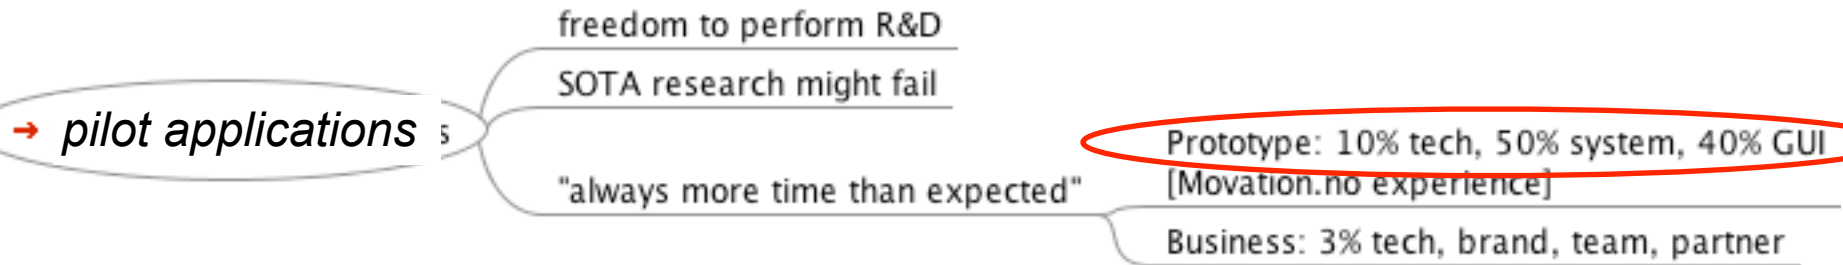 freedom to perform R&D
SOTA research might fail
→ pilot applications s
"always more time than expected"
Prototype: 10% tech, 50% system, 40% GUI
[Movation.no experience]
Business: 3% tech, brand, team, partner